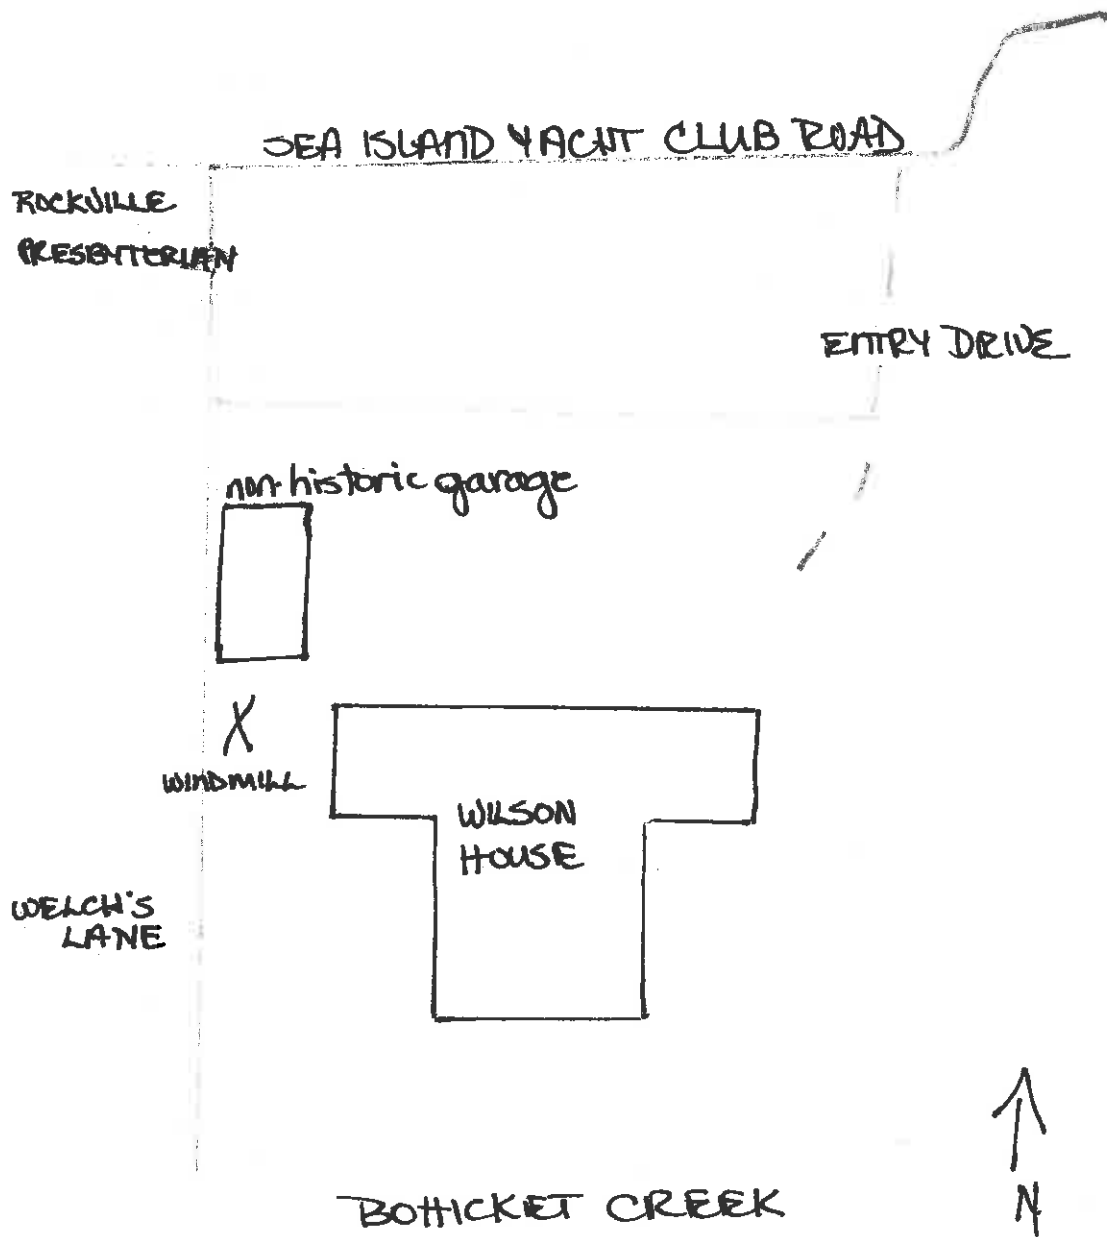 SEA ISLAND YACHT CLUB ROAD
ROCKVILLE
PRESBYTERIAN
ENTRY DRIVE
non-historic garage
X
WINDMILL
WILSON
HOUSE
WELCH'S
LANE
BOHICKET CREEK
N